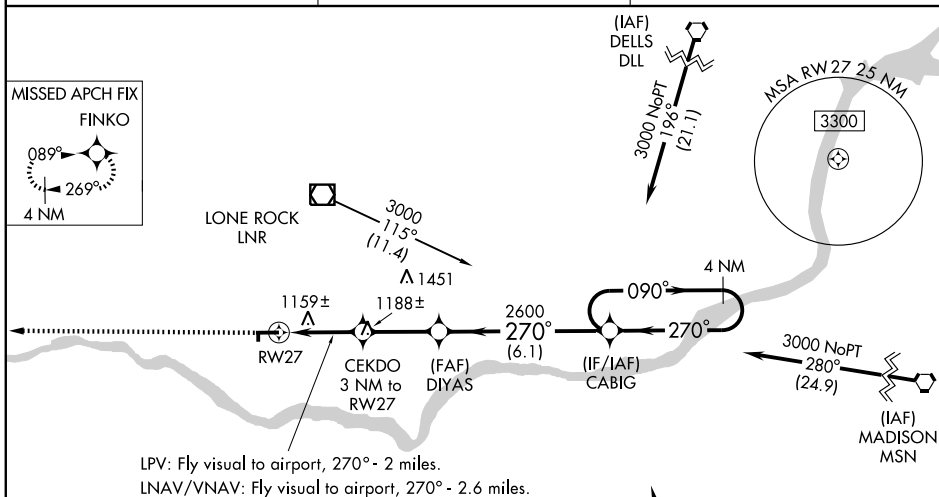 (IAF)
DELLS
DLL
3000 NoPT
196°
(21.1)
MSA RW27 25 NM
3300
MISSED APCH FIX
FINKO
089°
269°
4 NM
LONE ROCK
LNR
3000
115°
(11.4)
1451
1159±
1188±
4 NM
090°
2600
270°
(6.1)
270°
RW27
CEKDO
3 NM to
RW27
(FAF)
DIYAS
(IF/IAF)
CABIG
3000 NoPT
280°
(24.9)
(IAF)
MADISON
MSN
LPV: Fly visual to airport, 270° - 2 miles.
LNAV/VNAV: Fly visual to airport, 270° - 2.6 miles.